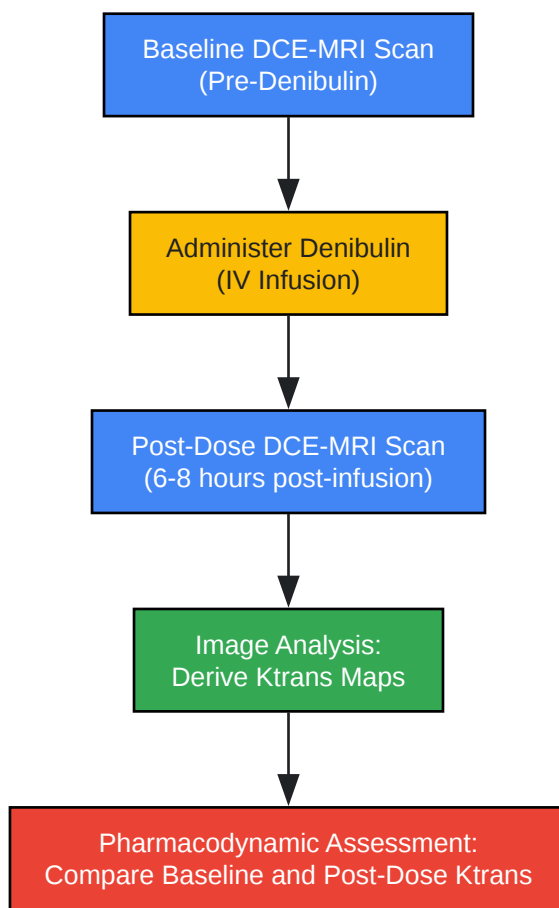 Baseline DCE-MRI Scan
(Pre-Denibulin)
Administer Denibulin
(IV Infusion)
Post-Dose DCE-MRI Scan
(6-8 hours post-infusion)
Image Analysis:
Derive Ktrans Maps
Pharmacodynamic Assessment:
Compare Baseline and Post-Dose Ktrans